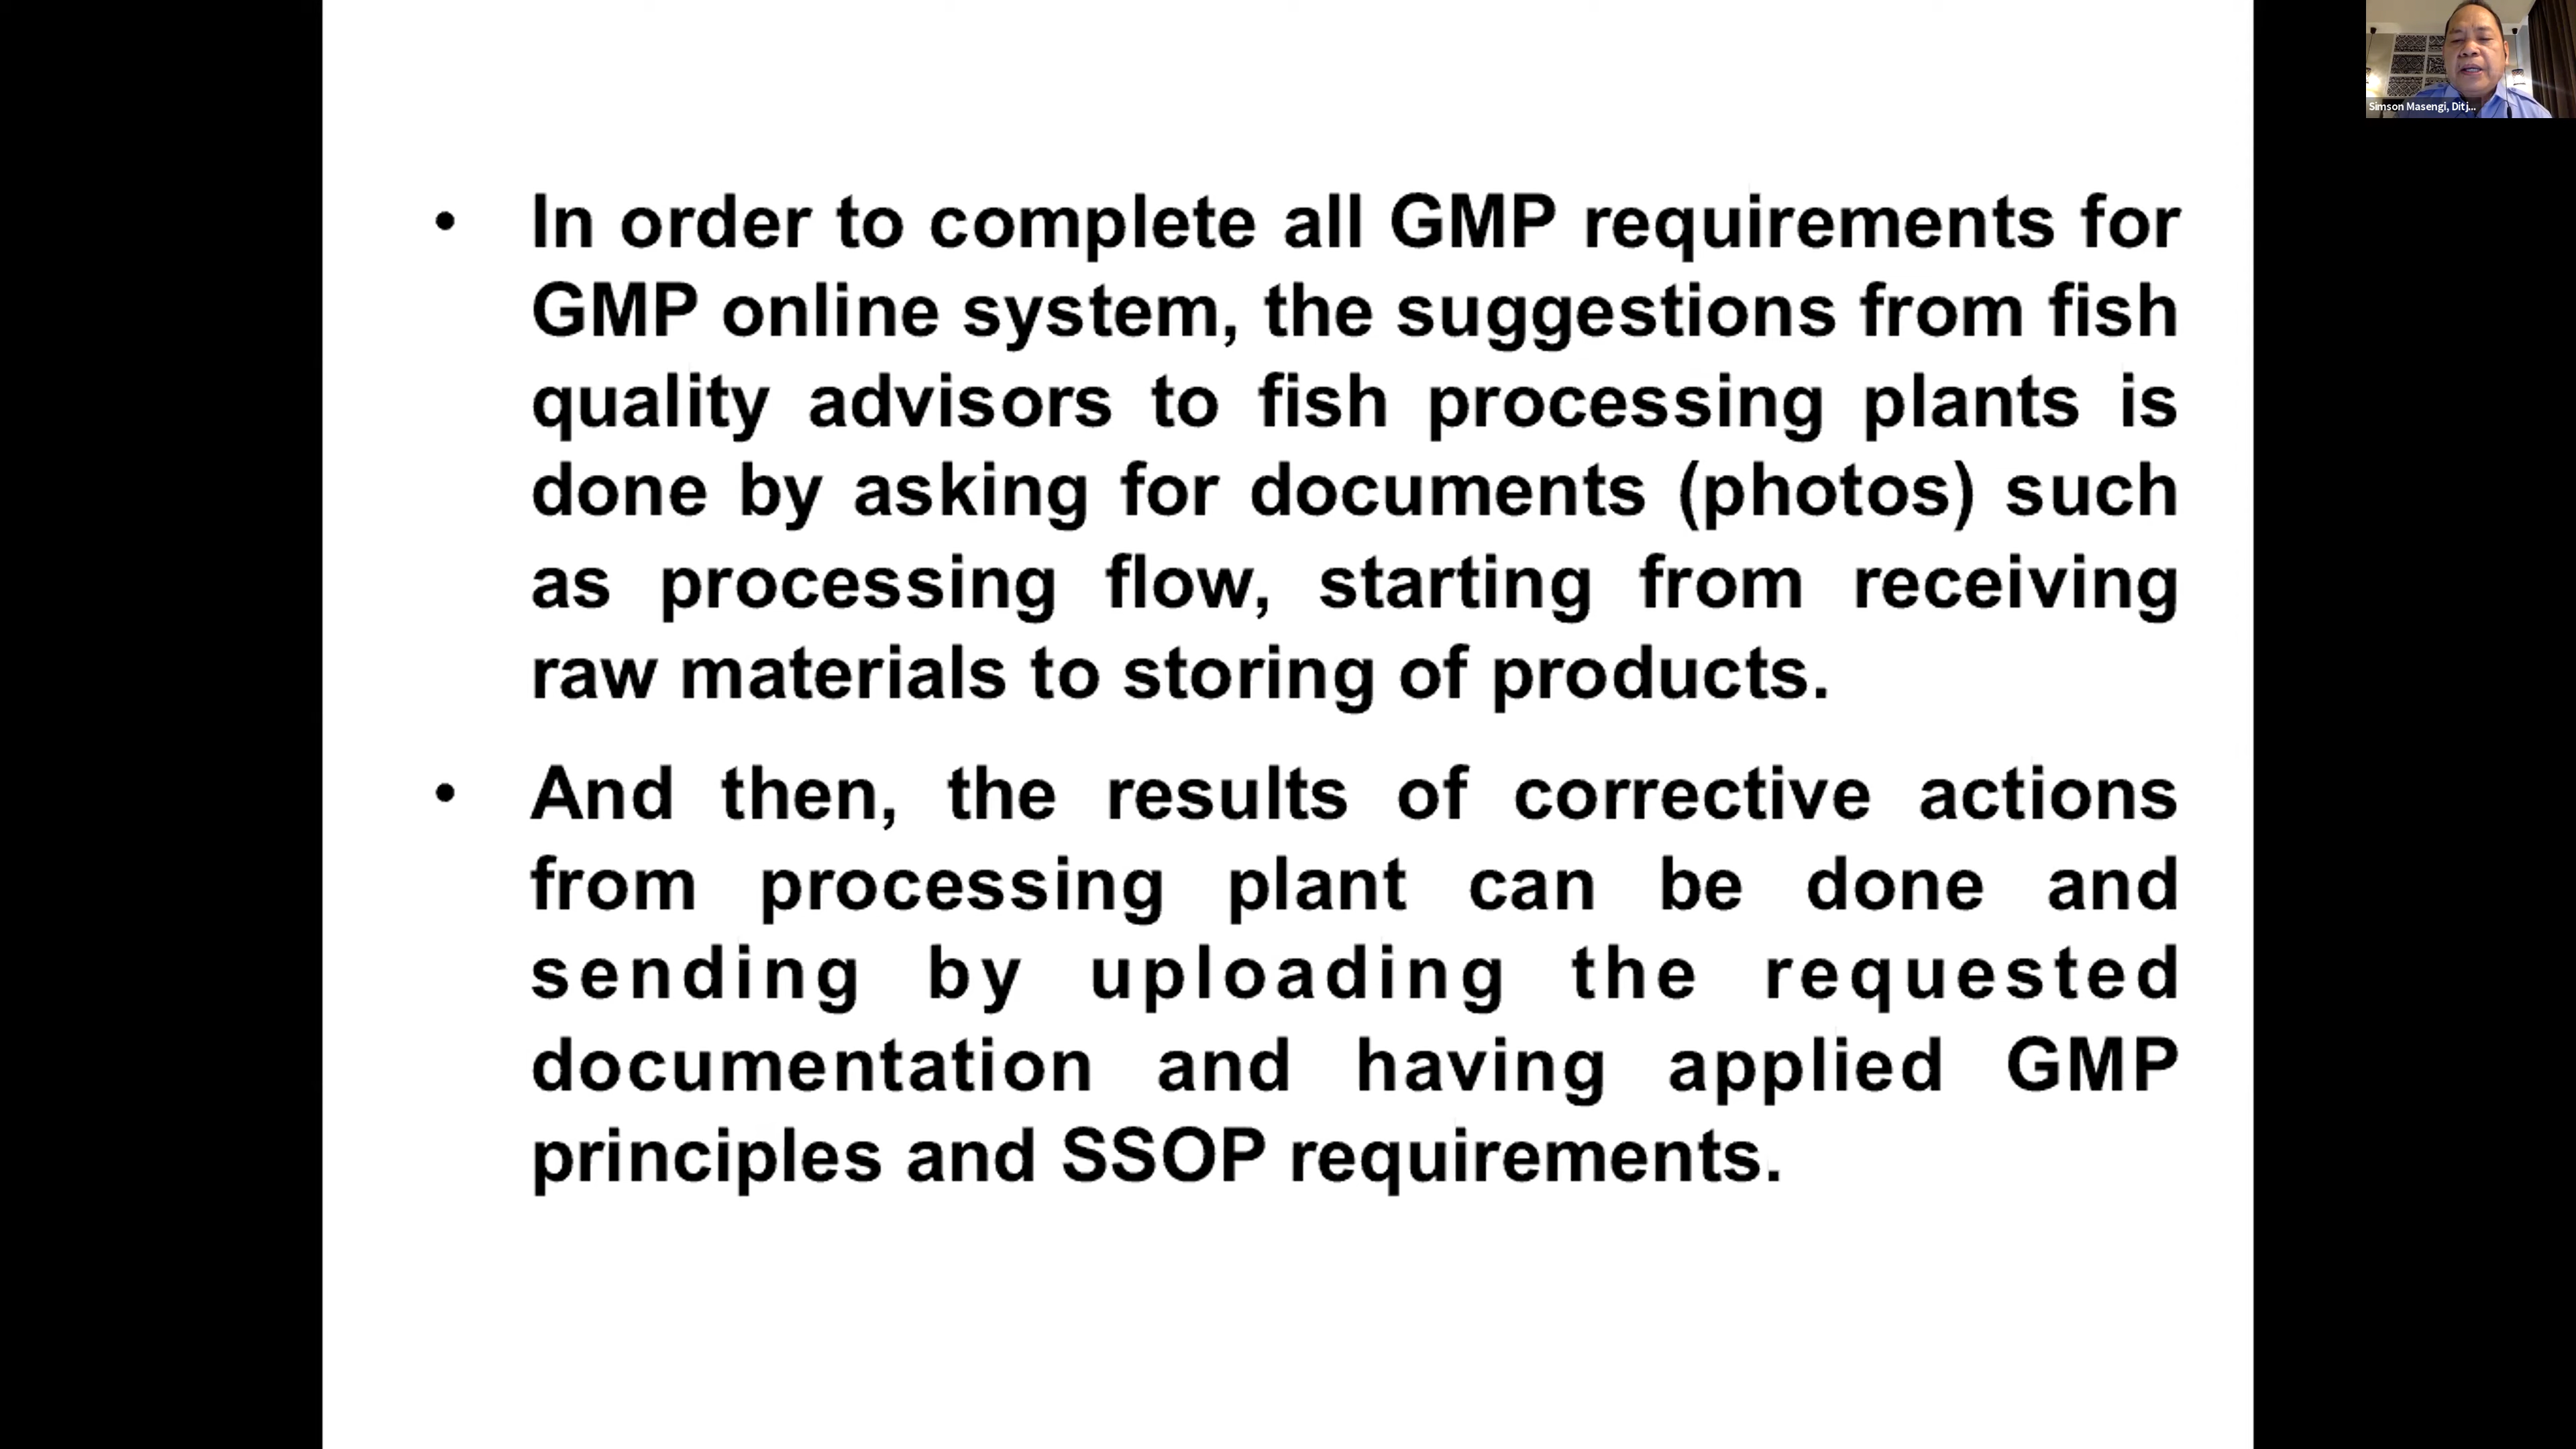 • In order to complete all GMP requirements for
GMP online system, the suggestions from fish
quality advisors to fish processing plants is
done by asking for documents (photos) such
as processing flow, starting from receiving
raw materials to storing of products.
• And then, the results of corrective actions
from processing plant can be done and
sending by uploading the requested
documentation and having applied GMP
principles and SSOP requirements.
Simson Masengi, Ditj...